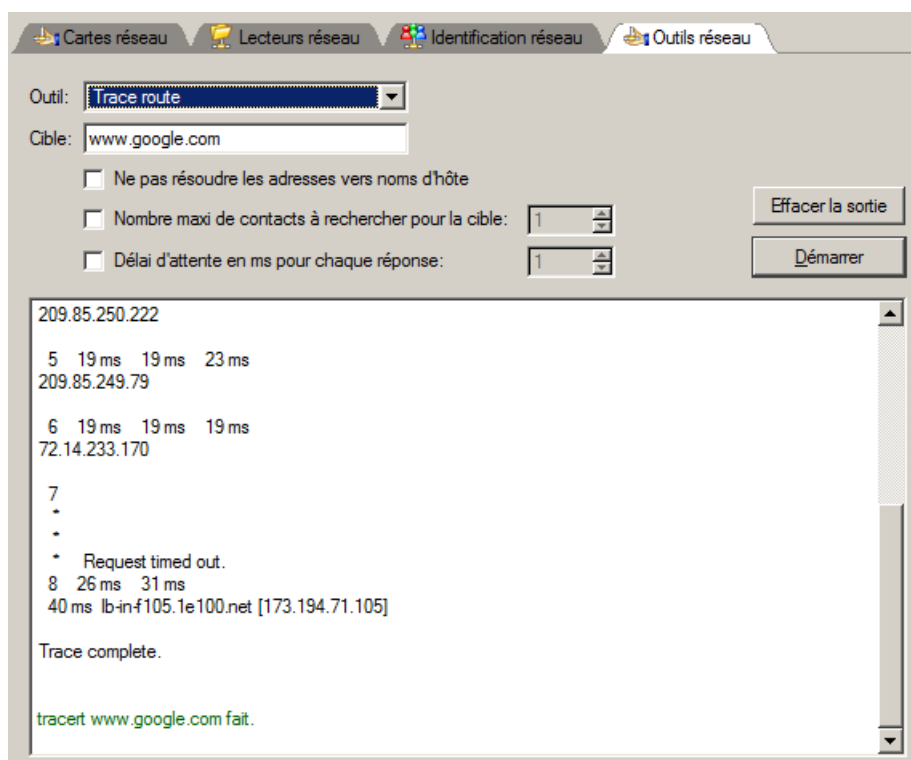 Cartes réseau Lecteurs réseau Identification réseau Outils réseau
Outil: Trace route
Cible: www.google.com
Ne pas résoudre les adresses vers noms d'hôte
Nombre maxi de contacts à rechercher pour la cible: 1
Effacer la sortie
Délai d'attente en ms pour chaque réponse: 1
Démarrer
209.85.250.222
5 19 ms 19 ms 23 ms
209.85.249.79
6 19 ms 19 ms 19 ms
72.14.233.170
7
*
*
* Request timed out.
8 26 ms 31 ms
40 ms lb-in-f105.1e100.net [173.194.71.105]
Trace complete.
tracert www.google.com fait.